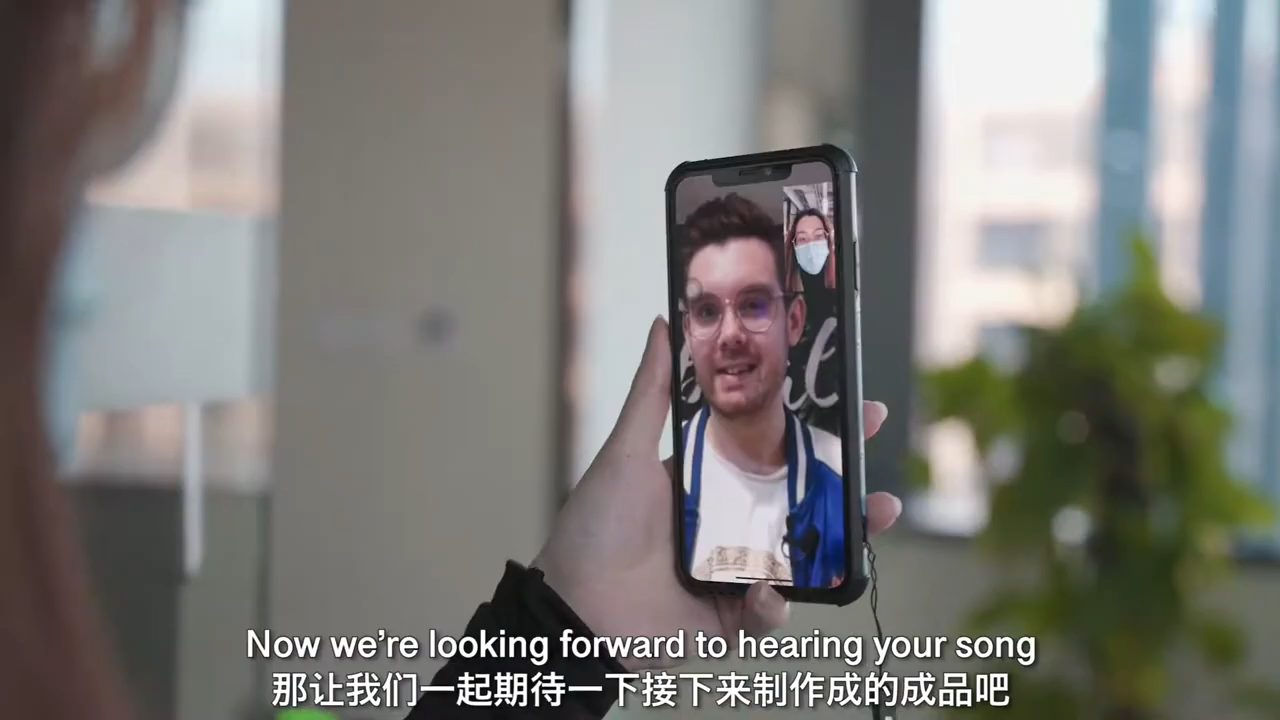 Now we're looking forward to hearing your song
那让我们一起期待一下接下来制作成的成品吧